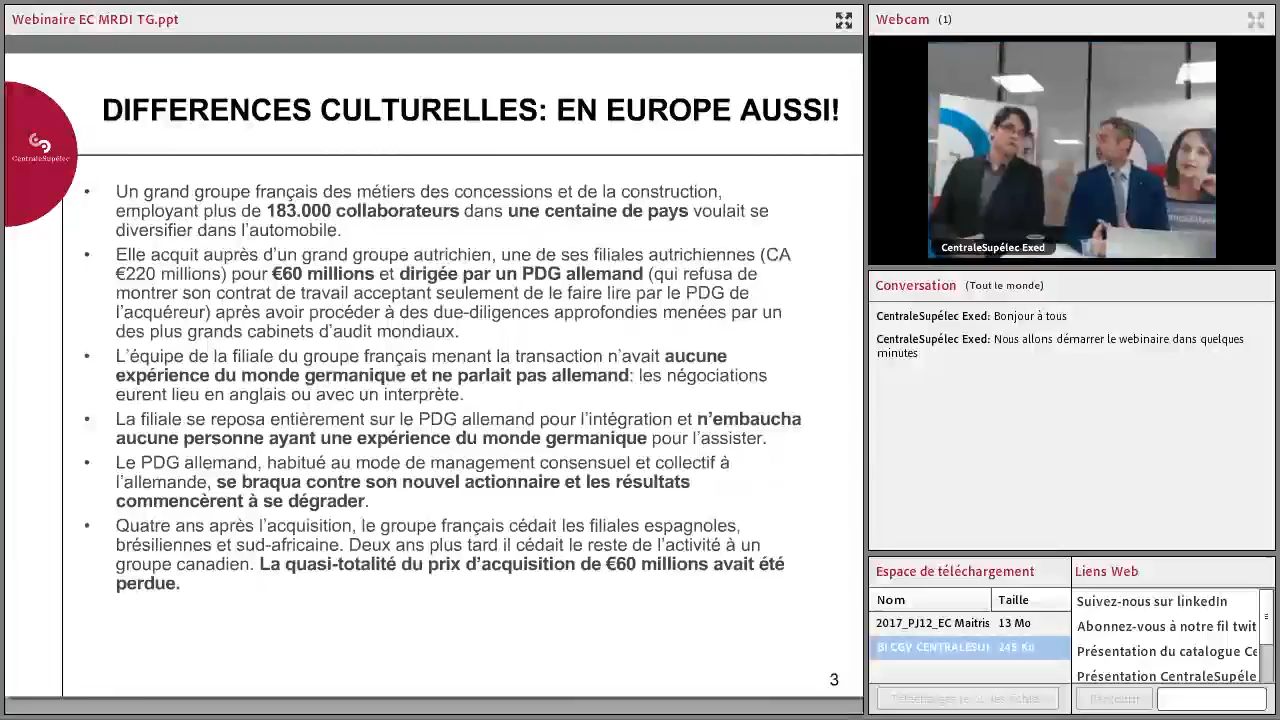 Webinaire EC MRDI TG.ppt
DIFFERENCES CULTURELLES: EN EUROPE AUSSI!
CentraleSupélec
• Un grand groupe français des métiers des concessions et de la construction,
employant plus de 183.000 collaborateurs dans une centaine de pays voulait se
diversifier dans l'automobile.
• Elle acquit auprès d'un grand groupe autrichien, une de ses filiales autrichiennes (CA
€220 millions) pour €60 millions et dirigée par un PDG allemand (qui refusa de
montrer son contrat de travail acceptant seulement de le faire lire par le PDG de
l'acquéreur) après avoir procéder à des due-diligences approfondies menées par un
des plus grands cabinets d'audit mondiaux.
• L'équipe de la filiale du groupe français menant la transaction n'avait aucune
expérience du monde germanique et ne parlait pas allemand: les négociations
eurent lieu en anglais ou avec un interprète.
• La filiale se reposa entièrement sur le PDG allemand pour l'intégration et n'embaucha
aucune personne ayant une expérience du monde germanique pour l'assister.
• Le PDG allemand, habitué au mode de management consensuel et collectif à
l'allemande, se braqua contre son nouvel actionnaire et les résultats
commencèrent à se dégrader.
• Quatre ans après l'acquisition, le groupe français cédait les filiales espagnoles,
brésiliennes et sud-africaine. Deux ans plus tard il cédait le reste de l'activité à un
groupe canadien. La quasi-totalité du prix d'acquisition de €60 millions avait été
perdue.
3
Webcam (1)
CentraleSupélec Exed
Conversation (Tout le monde)
CentraleSupélec Exed: Bonjour à tous
CentraleSupélec Exed: Nous allons démarrer le webinaire dans quelques
minutes
Espace de téléchargement
Nom Taille
2017_PJ12_EC Maitris 13 Mo
BI CGV CENTRALESUI 245 Ko
Liens Web
Suivez-nous sur linkedIn
Abonnez-vous à notre fil twit
Présentation du catalogue Ce
Présentation CentraleSupéle